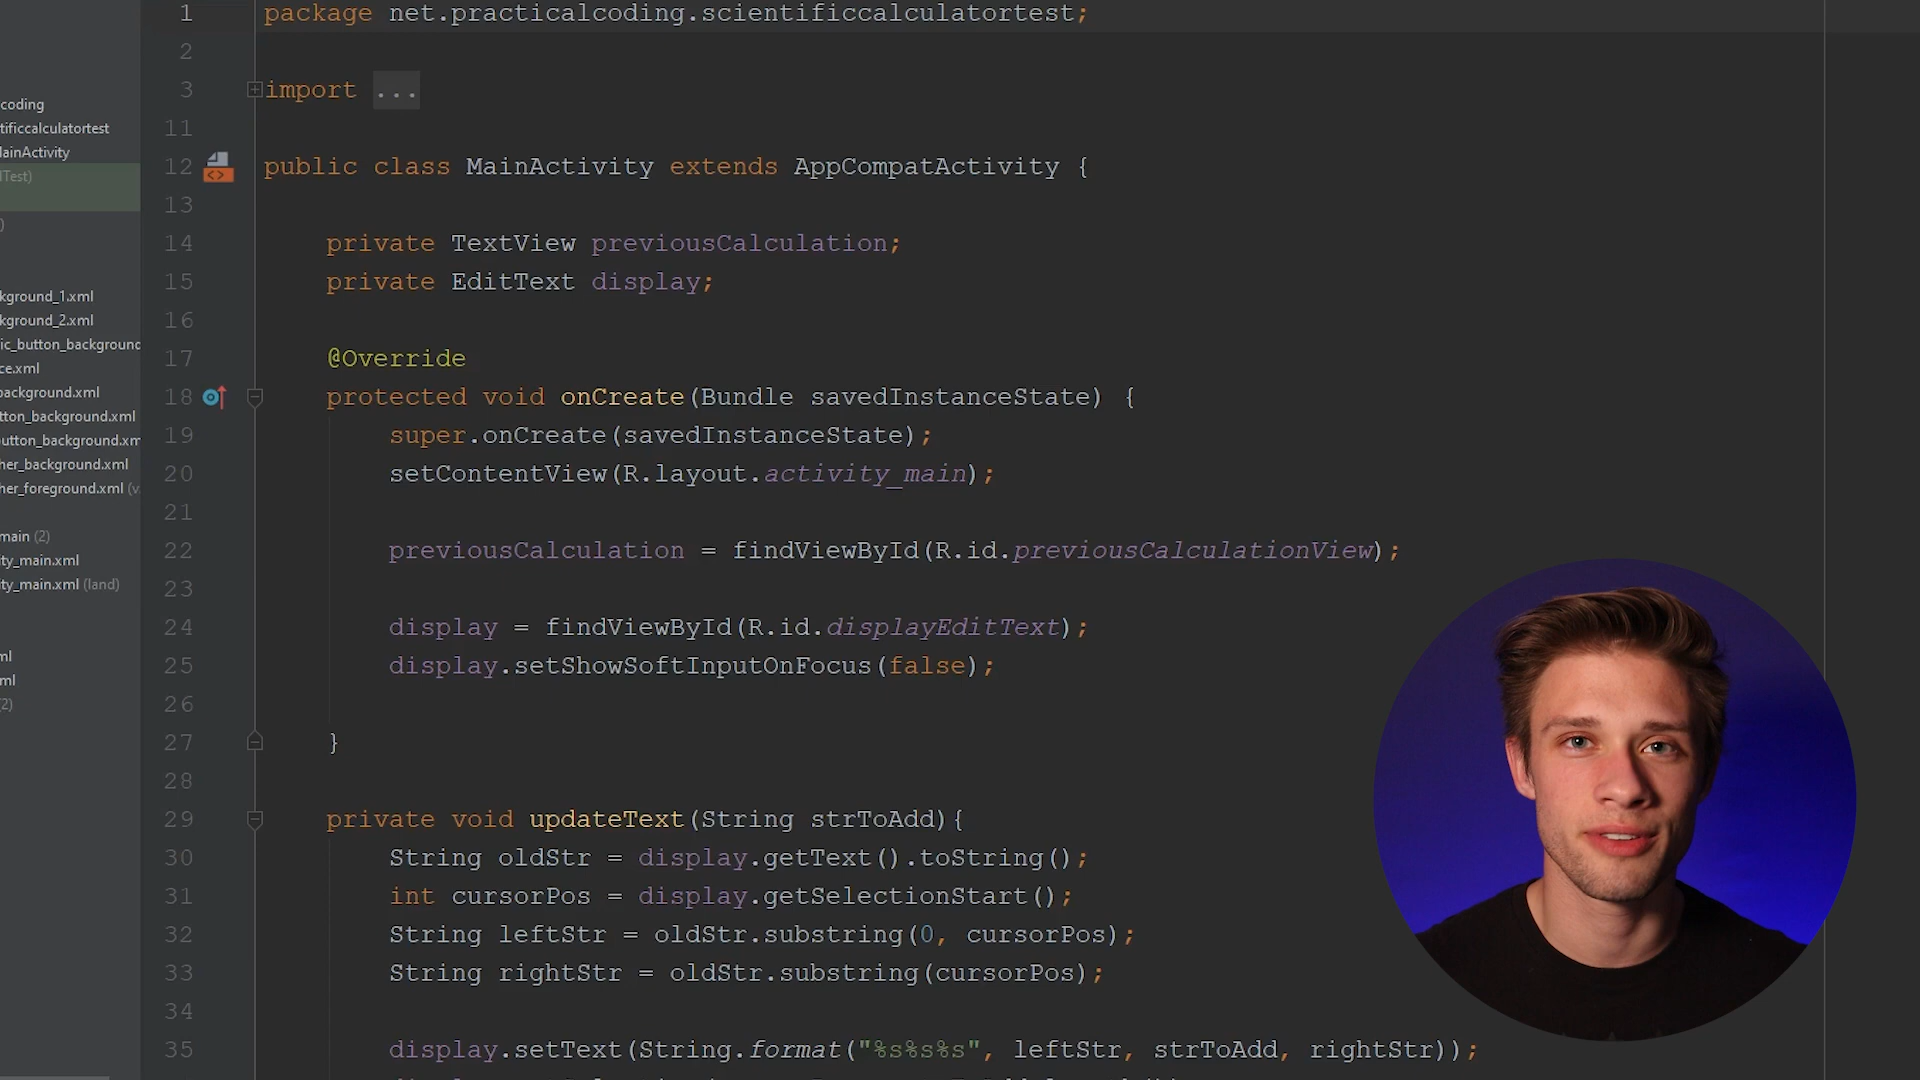 1 package net.practicalcoding.scientificcalculatortest;
2
3 import ...
11
12 public class MainActivity extends AppCompatActivity {
13
14 private TextView previousCalculation;
15 private EditText display;
16
17 @Override
18 protected void onCreate(Bundle savedInstanceState) {
19 super.onCreate(savedInstanceState);
20 setContentView(R.layout.activity_main);
21
22 previousCalculation = findViewById(R.id.previousCalculationView);
23
24 display = findViewById(R.id.displayEditText);
25 display.setShowSoftInputOnFocus(false);
26
27 }
28
29 private void updateText(String strToAdd){
30 String oldStr = display.getText().toString();
31 int cursorPos = display.getSelectionStart();
32 String leftStr = oldStr.substring(0, cursorPos);
33 String rightStr = oldStr.substring(cursorPos);
34
35 display.setText(String.format("%s%s%s", leftStr, strToAdd, rightStr));
coding
tificcalculatortest
ainActivity
Test)
)
kground_1.xml
kground_2.xml
ic_button_background
ce.xml
background.xml
tton_background.xml
utton_background.xm
her_background.xml
her_foreground.xml (v
main (2)
ity_main.xml
ity_main.xml (land)
ml
ml
2)